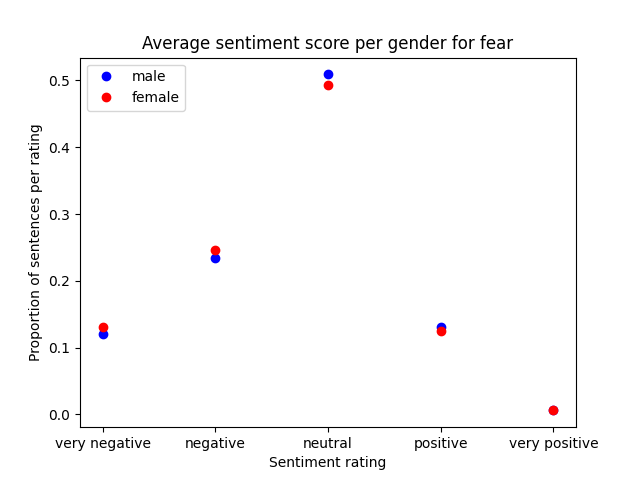 Average sentiment score per gender for fear
male
female
Proportion of sentences per rating
0.5
0.4
0.3
0.2
0.1
0.0
very negative
negative
neutral
positive
very positive
Sentiment rating